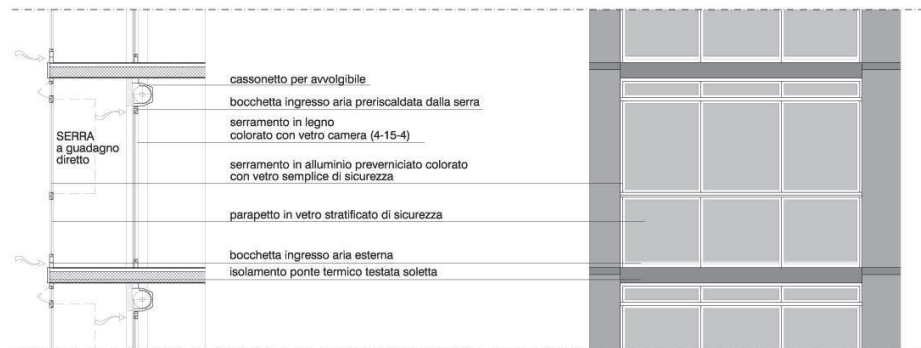 cassonetto per avvolgibile
bocchetta ingresso aria preriscaldata dalla serra
serramento in legno
colorato con vetro camera (4-15-4)
SERRA
a guadagno
diretto
serramento in alluminio preverniciato colorato
con vetro semplice di sicurezza
parapetto in vetro stratificato di sicurezza
bocchetta ingresso aria esterna
isolamento ponte termico testata soletta